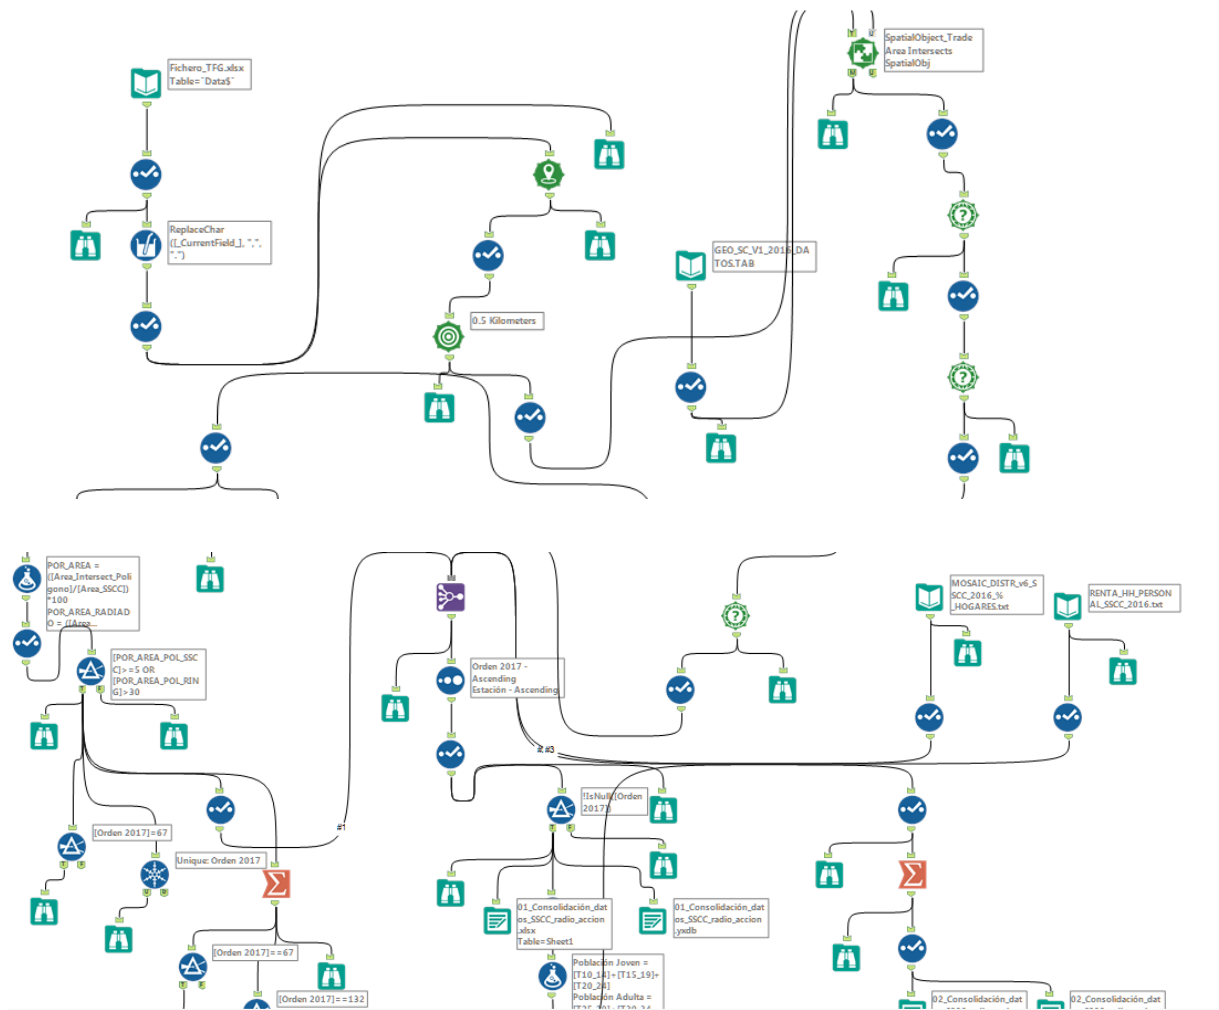 Fichero_TFG.xlsx
Table=`Data$`
ReplaceChar
([_CurrentField_], ",",
".")
0.5 Kilometers
GEO_SC_V1_2016_DA
TOS.TAB
SpatialObject_Trade
Area Intersects
SpatialObj
T
U
M
U
POR_AREA =
([Area_Intersect_Poli
gono]/[Area_SSCC])
*100
POR_AREA_RADIAD
O = ([Area...
[POR_AREA_POL_SSC
C]>=5 OR
[POR_AREA_POL_RIN
G]>30
T
F
[Orden 2017]=67
T
F
Unique: Orden 2017
U
D
#1
[Orden 2017]==67
T
F
[Orden 2017]==132
Orden 2017 -
Ascending
Estación - Ascending
#3
!IsNull([Orden
2017])
T
F
01_Consolidación_dat
os_SSCC_radio_accion
.xlsx
Table=Sheet1
01_Consolidación_dat
os_SSCC_radio_accion
.yxdb
Población Joven =
[T10_14]+[T15_19]+
[T20_24]
Población Adulta =
MOSAIC_DISTR_v6_S
SCC_2016_%
_HOGARES.txt
RENTA_HH_PERSON
AL_SSCC_2016.txt
02_Consolidación_dat
02_Consolidación_dat